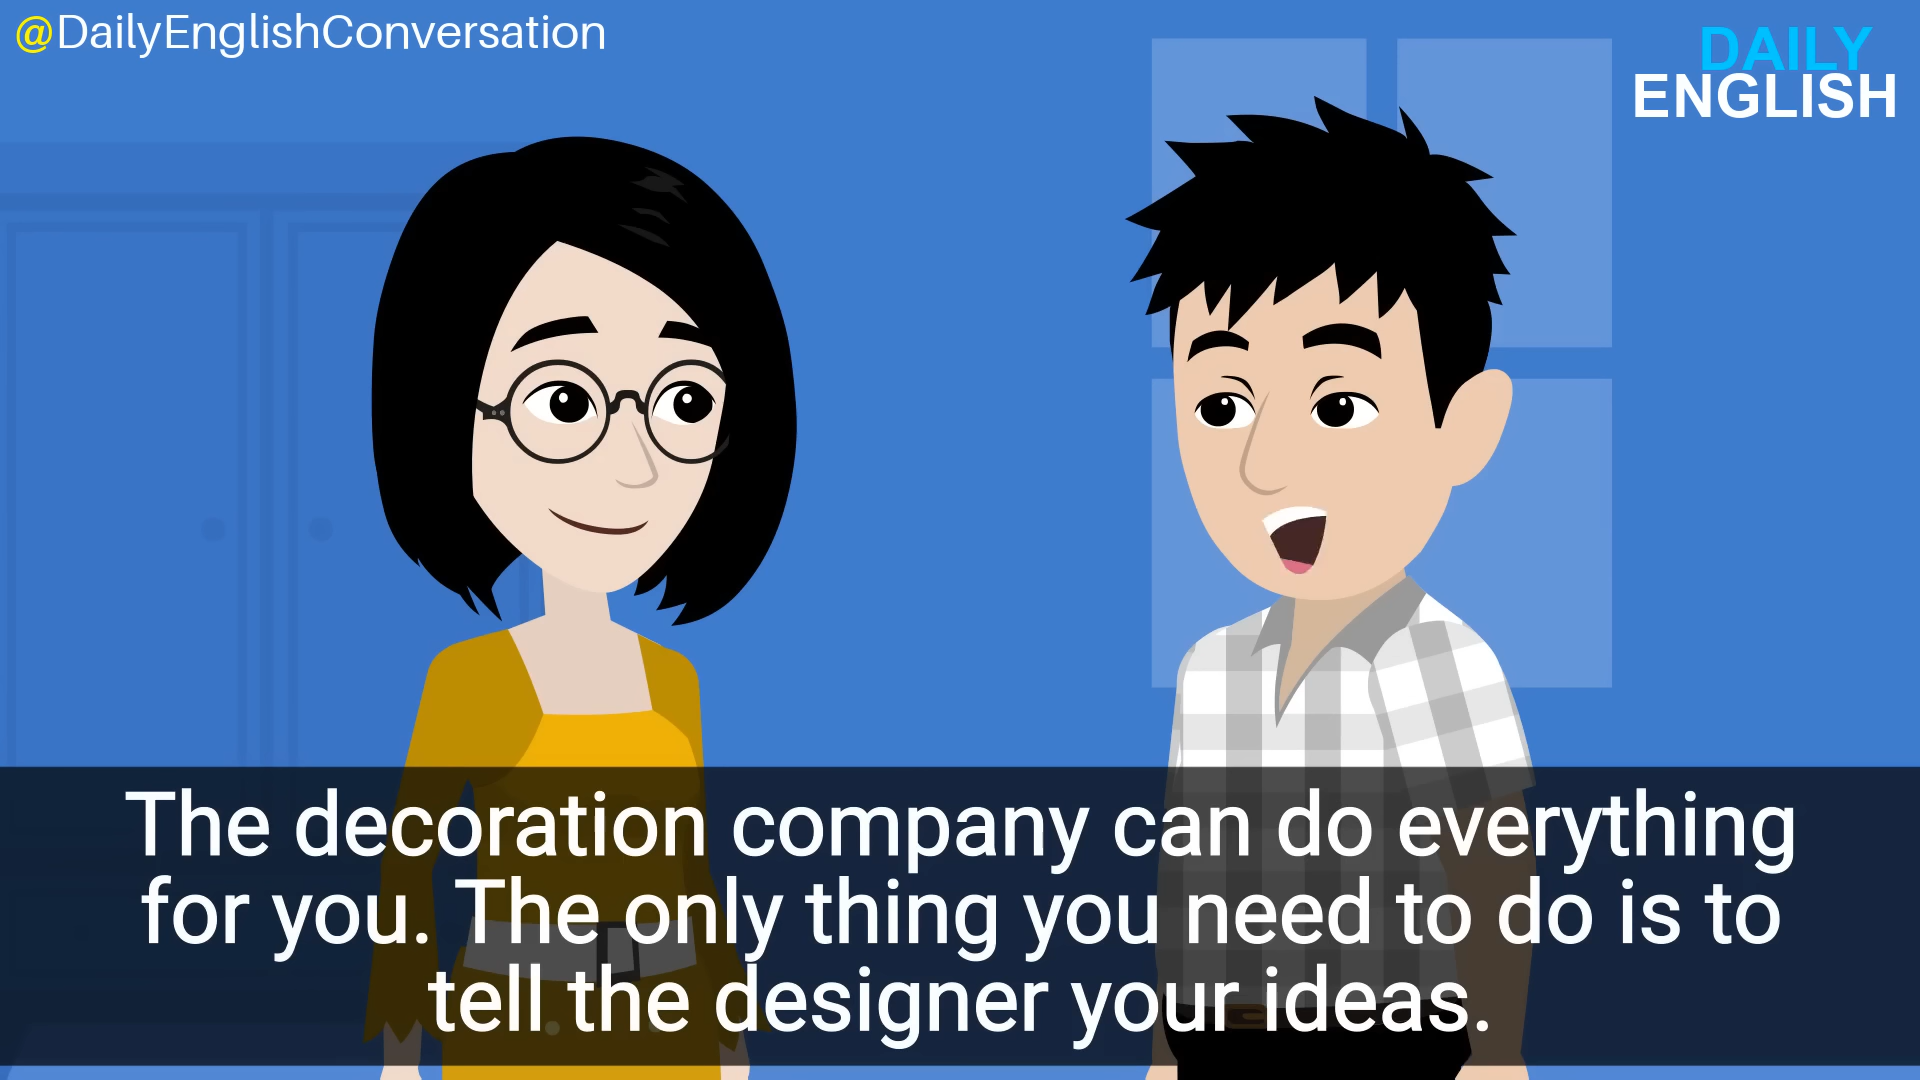 @DailyEnglishConversation
DAILY
ENGLISH
The decoration company can do everything
for you. The only thing you need to do is to
tell the designer your ideas.